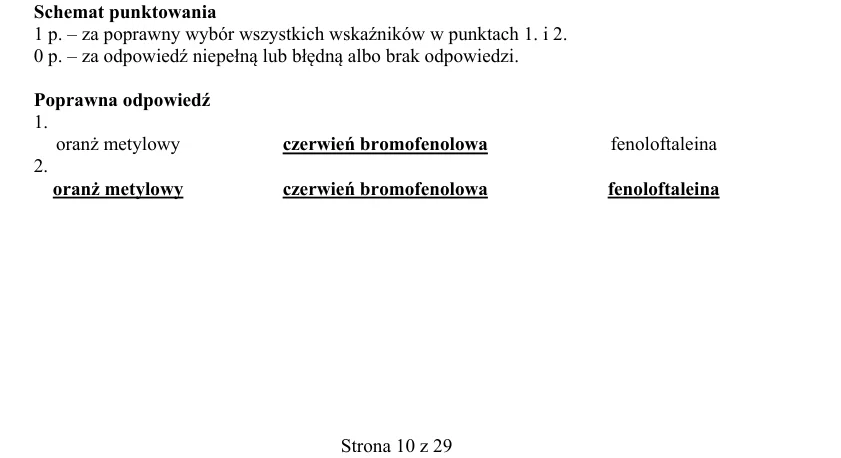 Schemat punktowania
1 p. – za poprawny wybór wszystkich wskaźników w punktach 1. i 2.
0 p. – za odpowiedź niepełną lub błędną albo brak odpowiedzi.
Poprawna odpowiedź
1.
oranż metylowy czerwień bromofenolowa fenoloftaleina
2.
oranż metylowy czerwień bromofenolowa fenoloftaleina
Strona 10 z 29